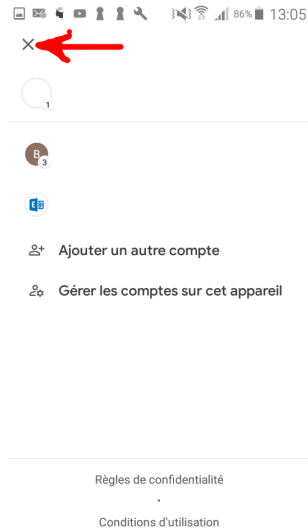 86% 13:05
1
B
3
E
Ajouter un autre compte
Gérer les comptes sur cet appareil
Règles de confidentialité
Conditions d'utilisation